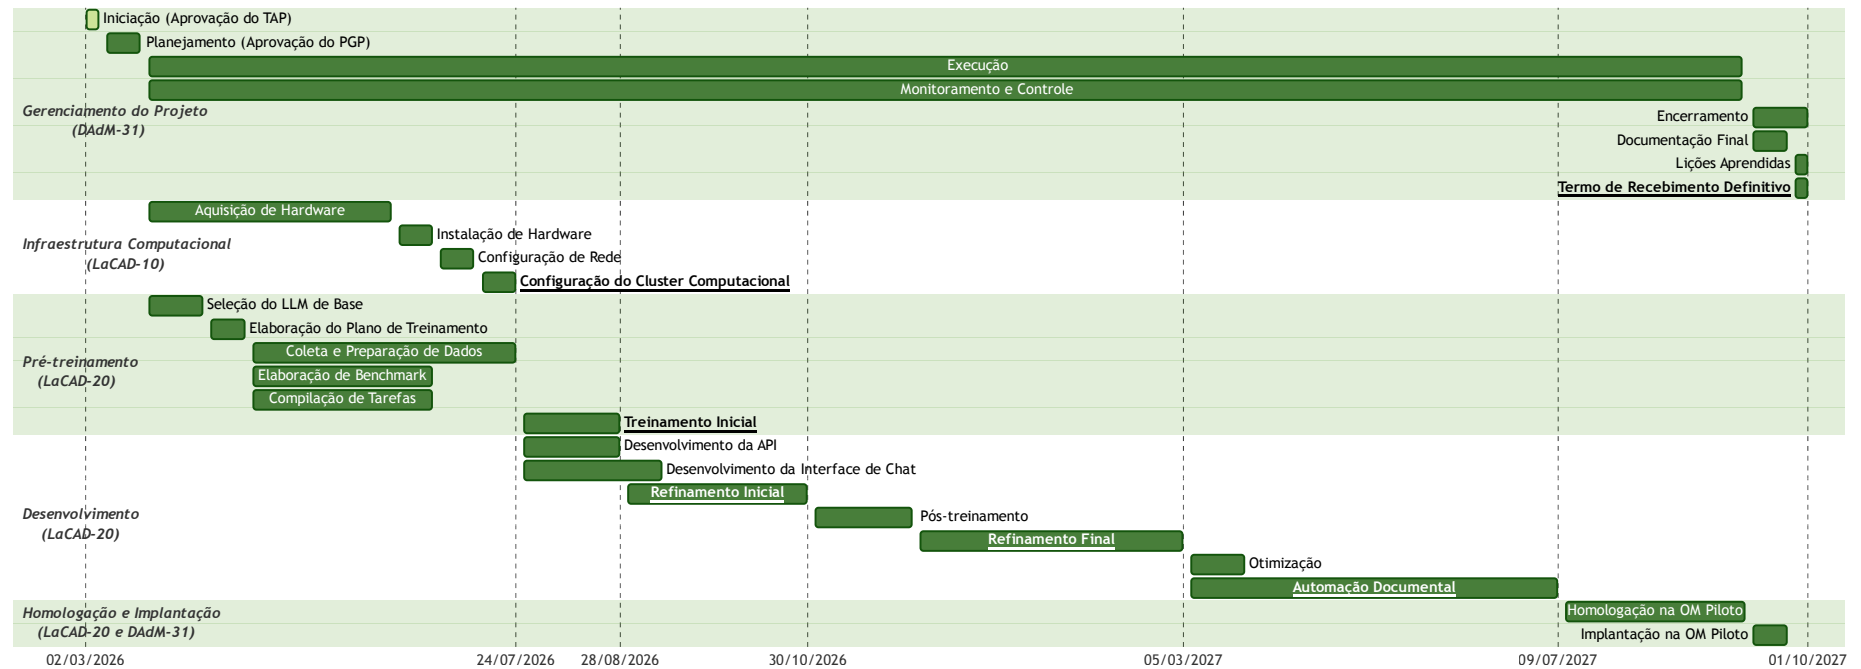 Iniciação (Aprovação do TAP)
Planejamento (Aprovação do PGP)
Execução
Monitoramento e Controle
Gerenciamento do Projeto
(DAdM-31)
Encerramento
Documentação Final
Lições Aprendidas
Termo de Recebimento Definitivo
Aquisição de Hardware
Instalação de Hardware
Infraestrutura Computacional
(LaCAD-10)
Configuração de Rede
Configuração do Cluster Computacional
Seleção do LLM de Base
Elaboração do Plano de Treinamento
Coleta e Preparação de Dados
Pré-treinamento
(LaCAD-20)
Elaboração de Benchmark
Compilação de Tarefas
Treinamento Inicial
Desenvolvimento da API
Desenvolvimento da Interface de Chat
Refinamento Inicial
Desenvolvimento
(LaCAD-20)
Pós-treinamento
Refinamento Final
Otimização
Automação Documental
Homologação e Implantação
(LaCAD-20 e DAdM-31)
Homologação na OM Piloto
Implantação na OM Piloto
02/03/2026 24/07/2026 28/08/2026 30/10/2026 05/03/2027 09/07/2027 01/10/2027